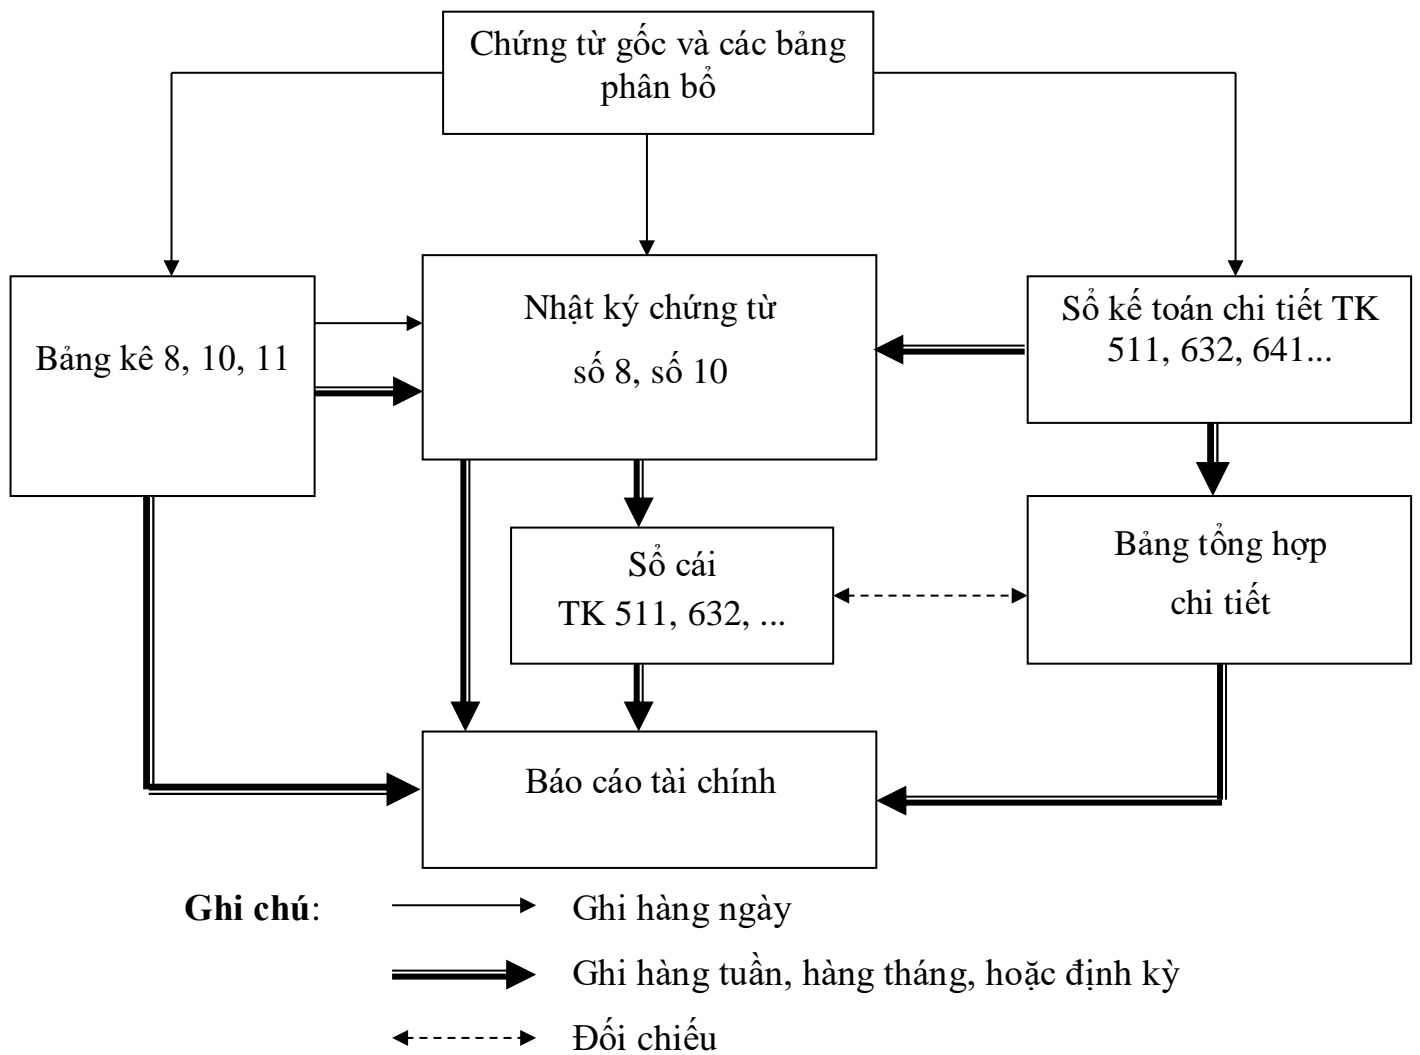 Chứng từ gốc và các bảng
phân bổ
Bảng kê 8, 10, 11
Nhật ký chứng từ
số 8, số 10
Sổ kế toán chi tiết TK
511, 632, 641...
Sổ cái
TK 511, 632, ...
Bảng tổng hợp
chi tiết
Báo cáo tài chính
Ghi chú:
Ghi hàng ngày
Ghi hàng tuần, hàng tháng, hoặc định kỳ
Đối chiếu